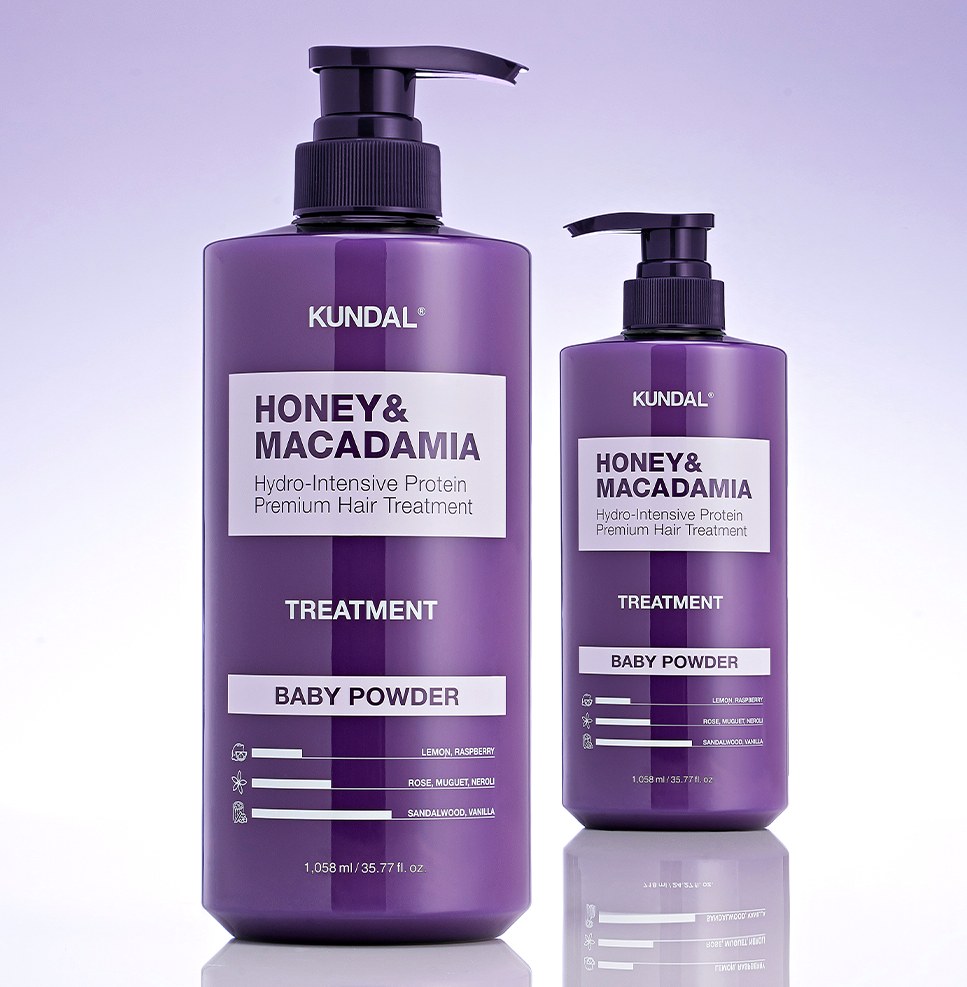 KUNDAL®
HONEY&
MACADAMIA
Hydro-Intensive Protein
Premium Hair Treatment
TREATMENT
BABY POWDER
LEMON, RASPBERRY
ROSE, MUGUET, NEROLI
SANDALWOOD, VANILLA
1,058 ml / 35.77 fl. oz.
KUNDAL®
HONEY&
MACADAMIA
Hydro-Intensive Protein
Premium Hair Treatment
TREATMENT
BABY POWDER
LEMON, RASPBERRY
ROSE, MUGUET, NEROLI
SANDALWOOD, VANILLA
1,058 ml / 35.77 fl. oz